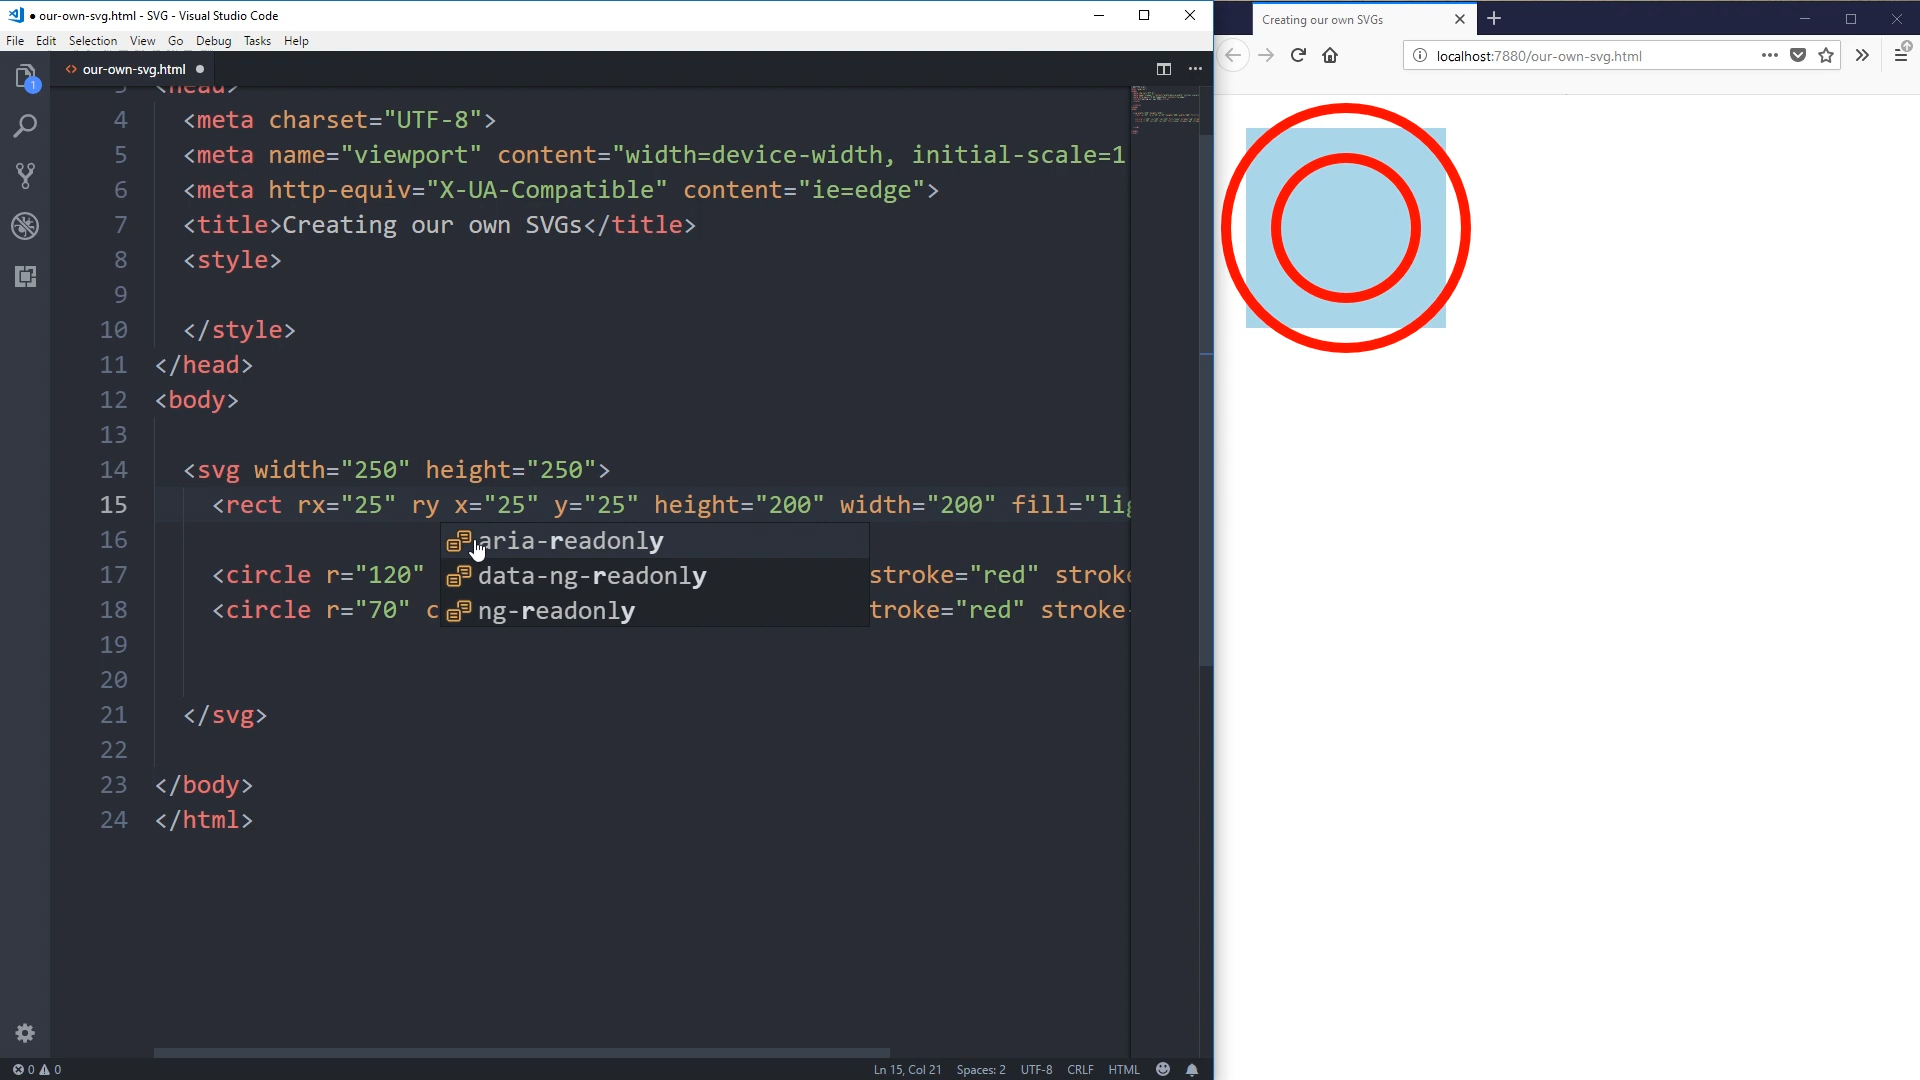 ● our-own-svg.html - SVG - Visual Studio Code
File Edit Selection View Go Debug Tasks Help
<> our-own-svg.html ●
4 <meta charset="UTF-8">
5 <meta name="viewport" content="width=device-width, initial-scale=1
6 <meta http-equiv="X-UA-Compatible" content="ie=edge">
7 <title>Creating our own SVGs</title>
8 <style>
9
10 </style>
11 </head>
12 <body>
13
14 <svg width="250" height="250">
15 <rect rx="25" ry x="25" y="25" height="200" width="200" fill="lig
16 aria-readonly
data-ng-readonly
17 <circle r="120" stroke="red" stroke
ng-readonly
18 <circle r="70" c troke="red" stroke-
19
20
21 </svg>
22
23 </body>
24 </html>
1
0 0
Ln 15, Col 21 Spaces: 2 UTF-8 CRLF HTML
Creating our own SVGs
localhost:7880/our-own-svg.html